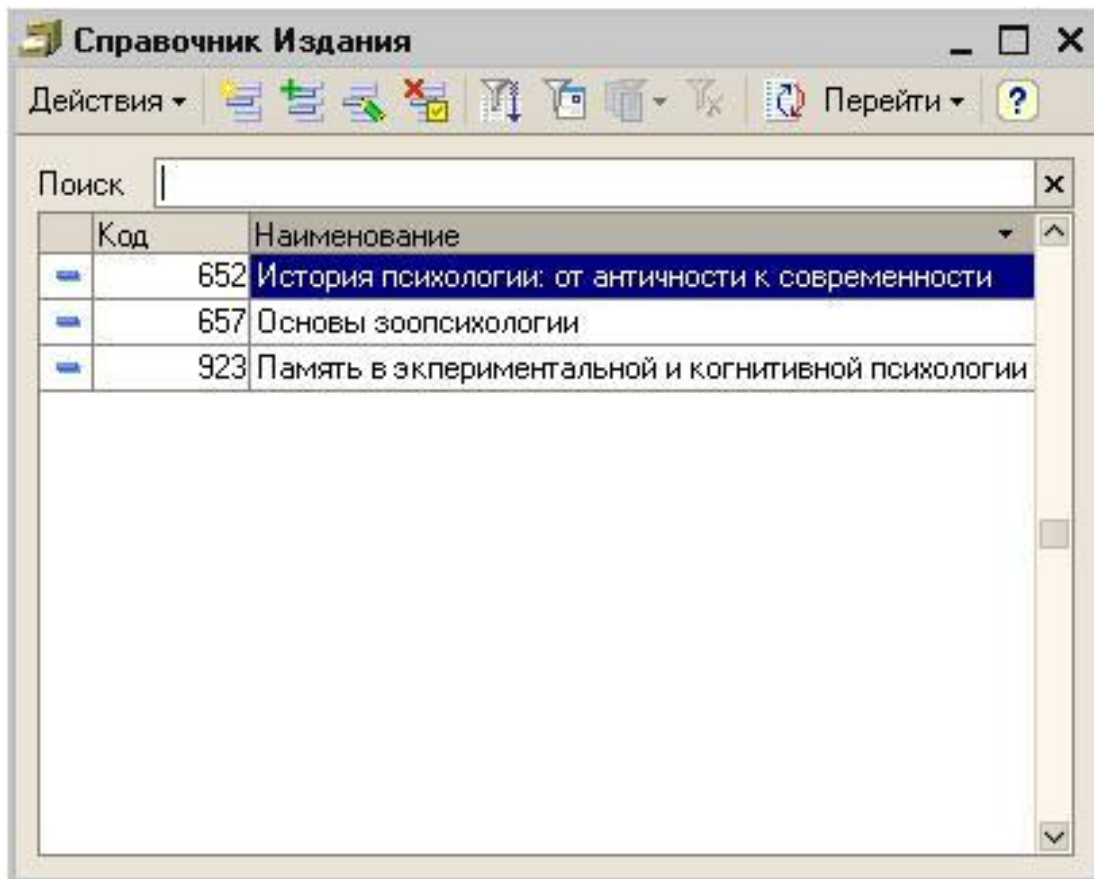 Справочник Издания
Действия Перейти ?
Поиск
Код Наименование
652 История психологии: от античности к современности
657 Основы зоопсихологии
923 Память в экпериментальной и когнитивной психологии